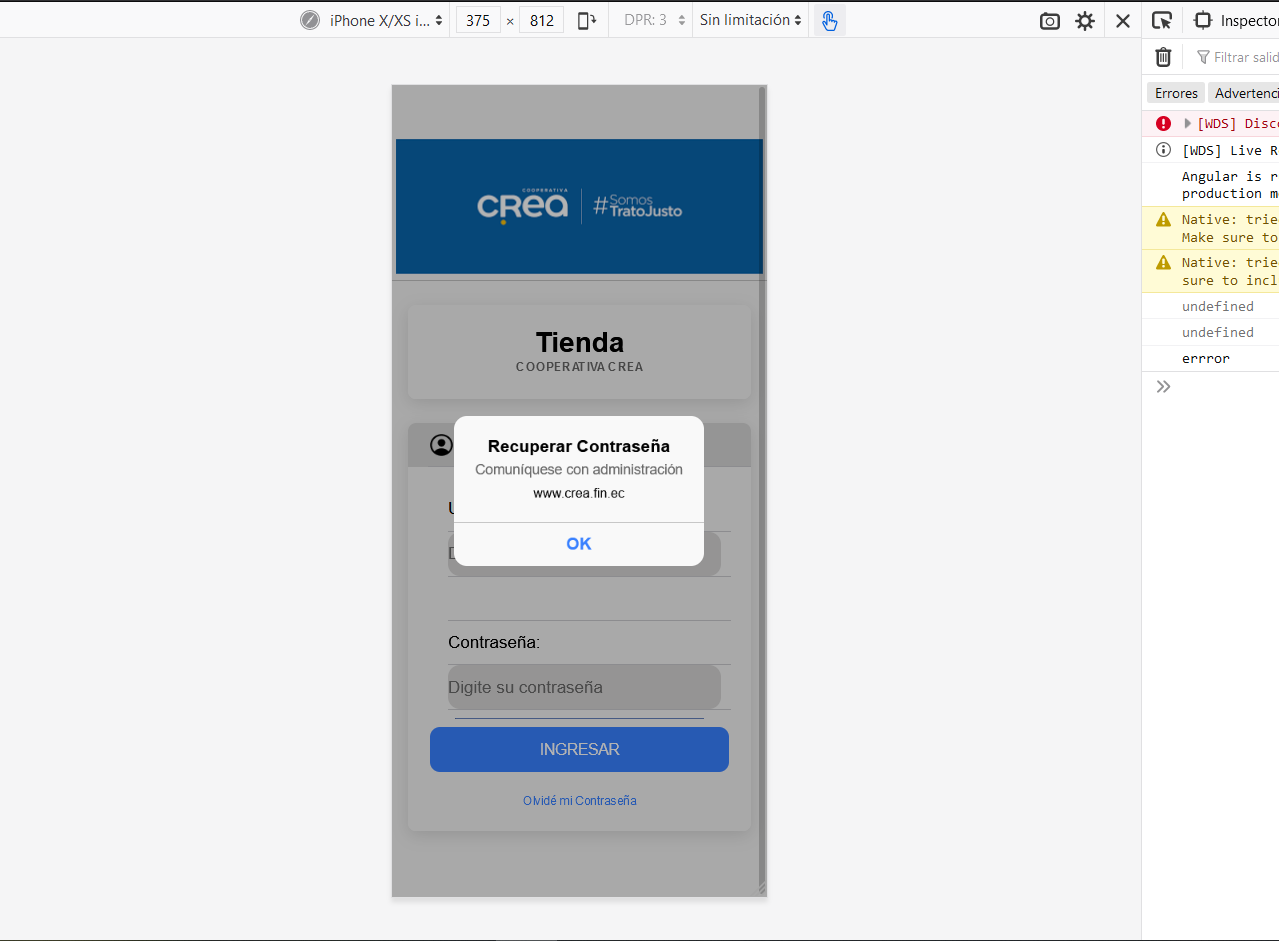 iPhone X/XS i... 375 × 812 DPR: 3 Sin limitación
Inspector
Filtrar salid
Errores Advertenci
[WDS] Disco
[WDS] Live R
Angular is r
production m
Native: trie
Make sure to
Native: trie
sure to incl
undefined
undefined
errror
COOPERATIVA
CREA
#Somos
TratoJusto
Tienda
COOPERATIVA CREA
Recuperar Contraseña
Comuníquese con administración
www.crea.fin.ec
OK
U
D
Contraseña:
Digite su contraseña
INGRESAR
Olvidé mi Contraseña